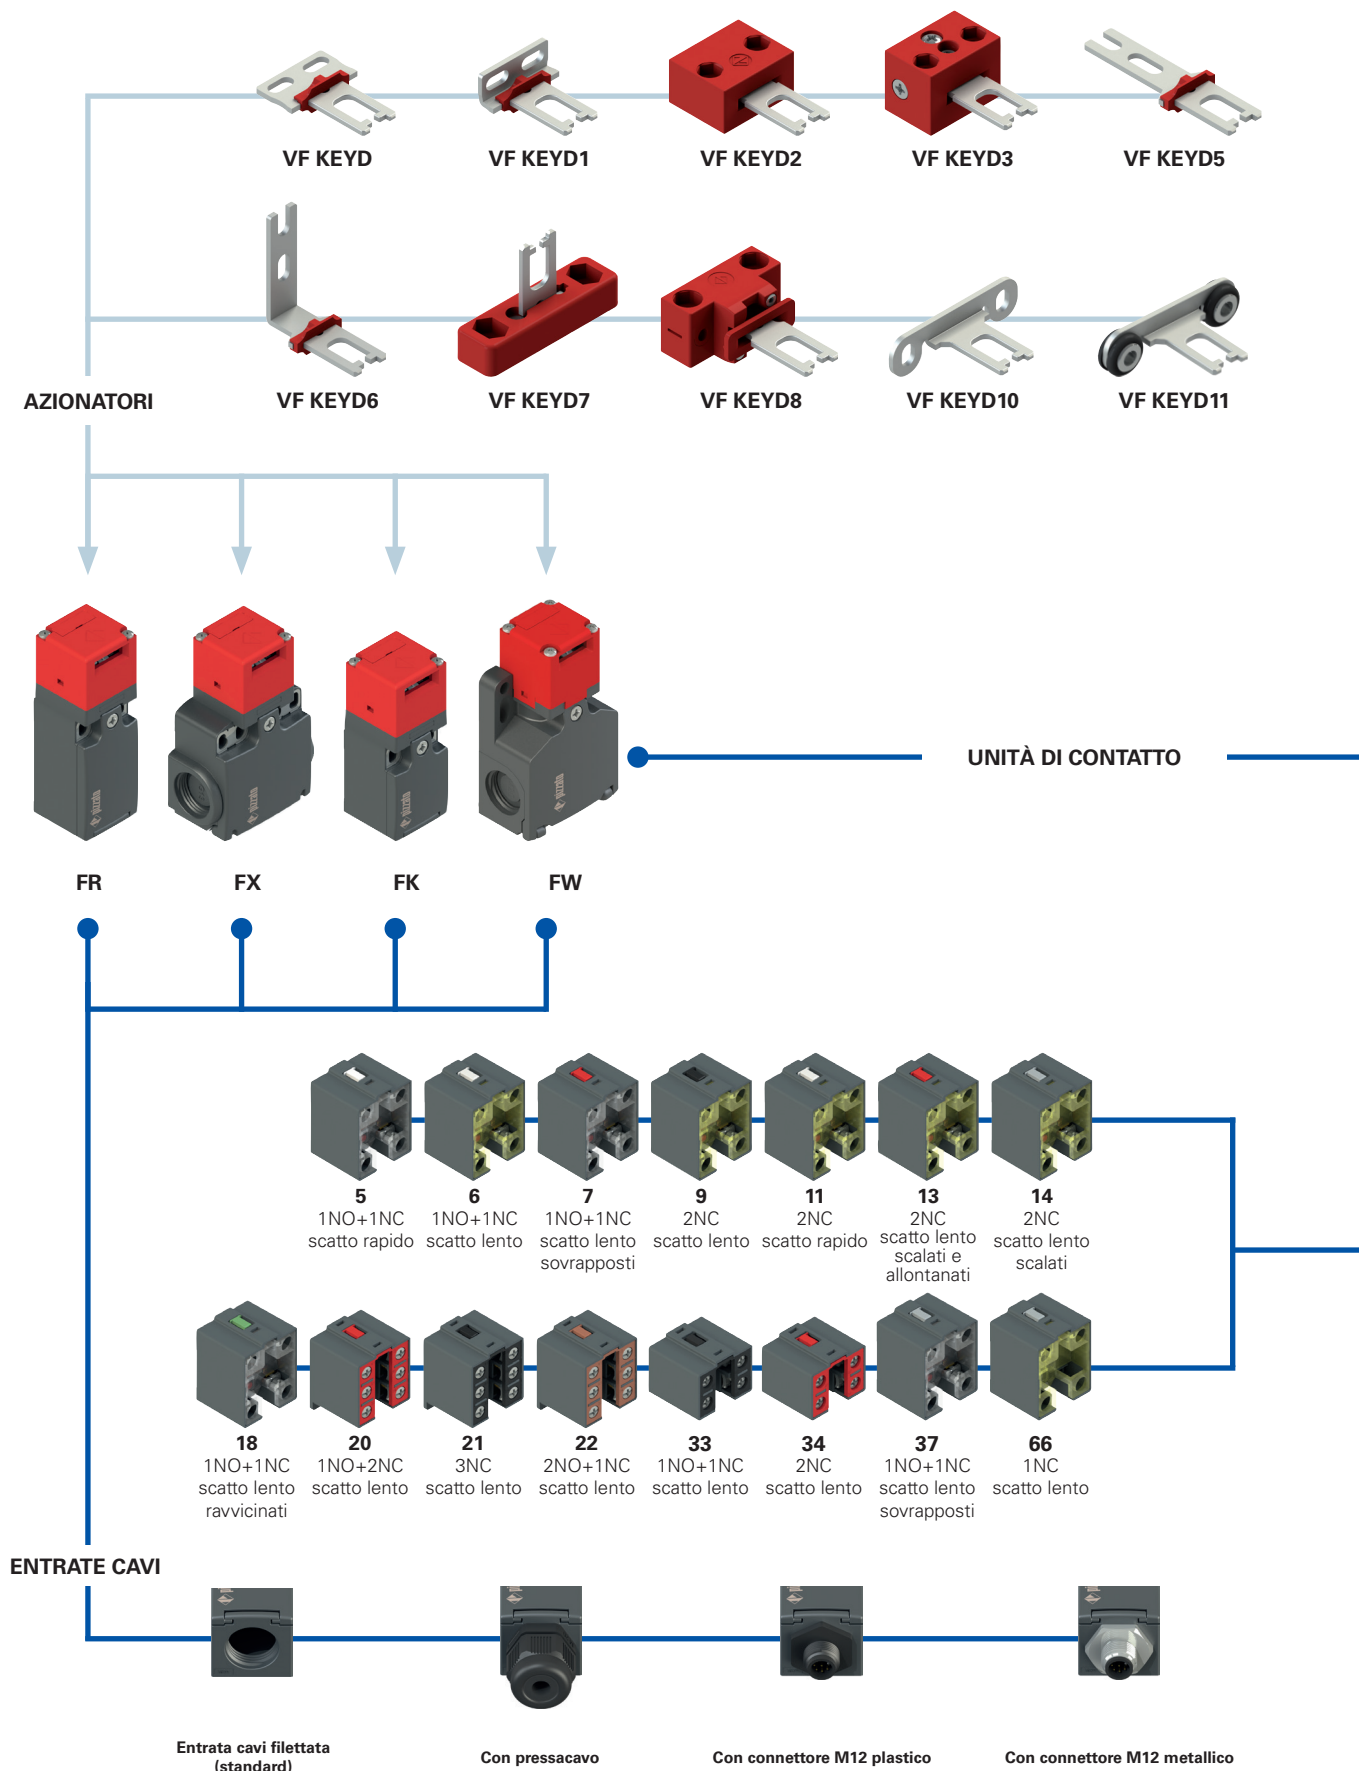 VF KEYD
VF KEYD1
VF KEYD2
VF KEYD3
VF KEYD5
VF KEYD6
VF KEYD7
VF KEYD8
VF KEYD10
VF KEYD11
AZIONATORI
pizzato
pizzato
pizzato
pizzato
UNITÀ DI CONTATTO
FR
FX
FK
FW
5
1NO+1NC
scatto rapido
6
1NO+1NC
scatto lento
7
1NO+1NC
scatto lento
sovrapposti
9
2NC
scatto lento
11
2NC
scatto rapido
13
2NC
scatto lento
scalati e
allontanati
14
2NC
scatto lento
scalati
18
1NO+1NC
scatto lento
ravvicinati
20
1NO+2NC
scatto lento
21
3NC
scatto lento
22
2NO+1NC
scatto lento
33
1NO+1NC
scatto lento
34
2NC
scatto lento
37
1NO+1NC
scatto lento
sovrapposti
66
1NC
scatto lento
ENTRATE CAVI
Entrata cavi filettata
(standard)
Con pressacavo
Con connettore M12 plastico
Con connettore M12 metallico